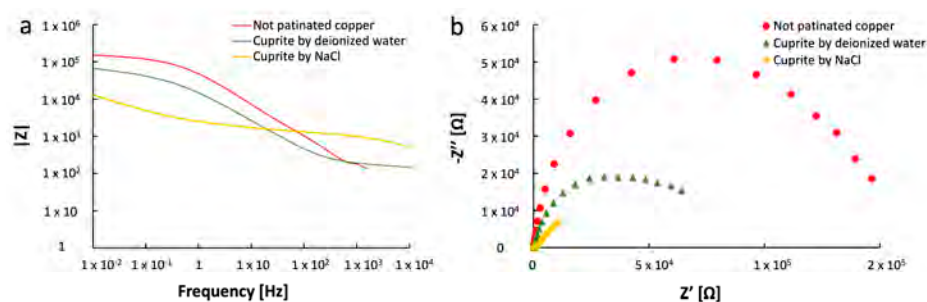 a
Not patinated copper
Cuprite by deionized water
Cuprite by NaCl
1 x 10⁶
1 x 10⁵
1 x 10⁴
1 x 10³
1 x 10²
1 x 10
1
|Z|
1 x 10⁻²
1 x 10⁻¹
1
1 x 10
1 x 10²
1 x 10³
1 x 10⁴
Frequency [Hz]
b
Not patinated copper
Cuprite by deionized water
Cuprite by NaCl
6 x 10⁴
5 x 10⁴
4 x 10⁴
3 x 10⁴
2 x 10⁴
1 x 10⁴
0
-Z'' [Ω]
0
5 x 10⁴
1 x 10⁵
2 x 10⁵
Z' [Ω]